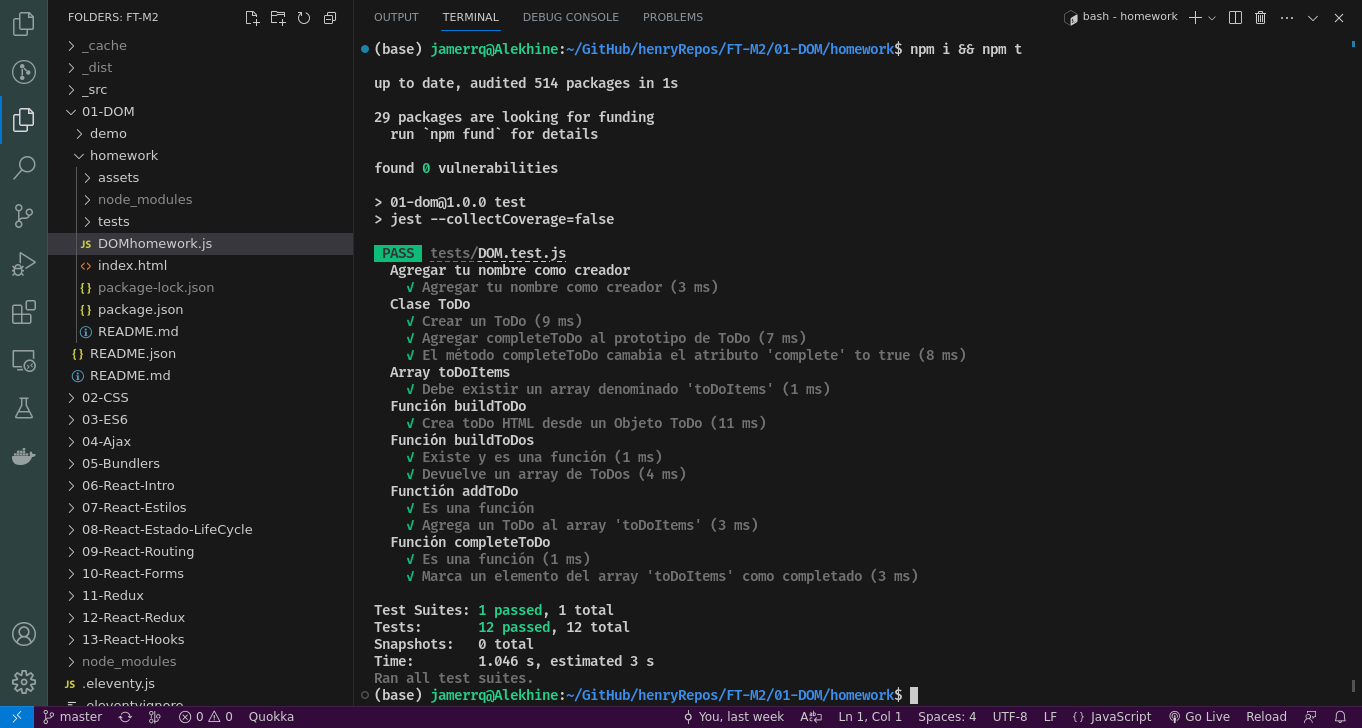 FOLDERS: FT-M2
_cache
_dist
_src
01-DOM
demo
homework
assets
node_modules
tests
JS DOMhomework.js
<> index.html
{ } package-lock.json
{ } package.json
README.md
{ } README.json
README.md
02-CSS
03-ES6
04-Ajax
05-Bundlers
06-React-Intro
07-React-Estilos
08-React-Estado-LifeCycle
09-React-Routing
10-React-Forms
11-Redux
12-React-Redux
13-React-Hooks
node_modules
JS .eleventy.js
.eleventyignore
OUTPUT TERMINAL DEBUG CONSOLE PROBLEMS bash - homework
(base) jamerrq@Alekhine:~/GitHub/henryRepos/FT-M2/01-DOM/homework$ npm i && npm t
up to date, audited 514 packages in 1s
29 packages are looking for funding
run `npm fund` for details
found 0 vulnerabilities
> 01-dom@1.0.0 test
> jest --collectCoverage=false
PASS tests/DOM.test.js
Agregar tu nombre como creador
√ Agregar tu nombre como creador (3 ms)
Clase ToDo
√ Crear un ToDo (9 ms)
√ Agregar completeToDo al prototipo de ToDo (7 ms)
√ El método completeToDo camabia el atributo 'complete' to true (8 ms)
Array toDoItems
√ Debe existir un array denominado 'toDoItems' (1 ms)
Función buildToDo
√ Crea toDo HTML desde un Objeto ToDo (11 ms)
Función buildToDos
√ Existe y es una función (1 ms)
√ Devuelve un array de ToDos (4 ms)
Functión addToDo
√ Es una función
√ Agrega un ToDo al array 'toDoItems' (3 ms)
Función completeToDo
√ Es una función (1 ms)
√ Marca un elemento del array 'toDoItems' como completado (3 ms)
Test Suites: 1 passed, 1 total
Tests: 12 passed, 12 total
Snapshots: 0 total
Time: 1.046 s, estimated 3 s
Ran all test suites.
(base) jamerrq@Alekhine:~/GitHub/henryRepos/FT-M2/01-DOM/homework$
master 0 0 Quokka You, last week Ln 1, Col 1 Spaces: 4 UTF-8 LF { } JavaScript Go Live Reload